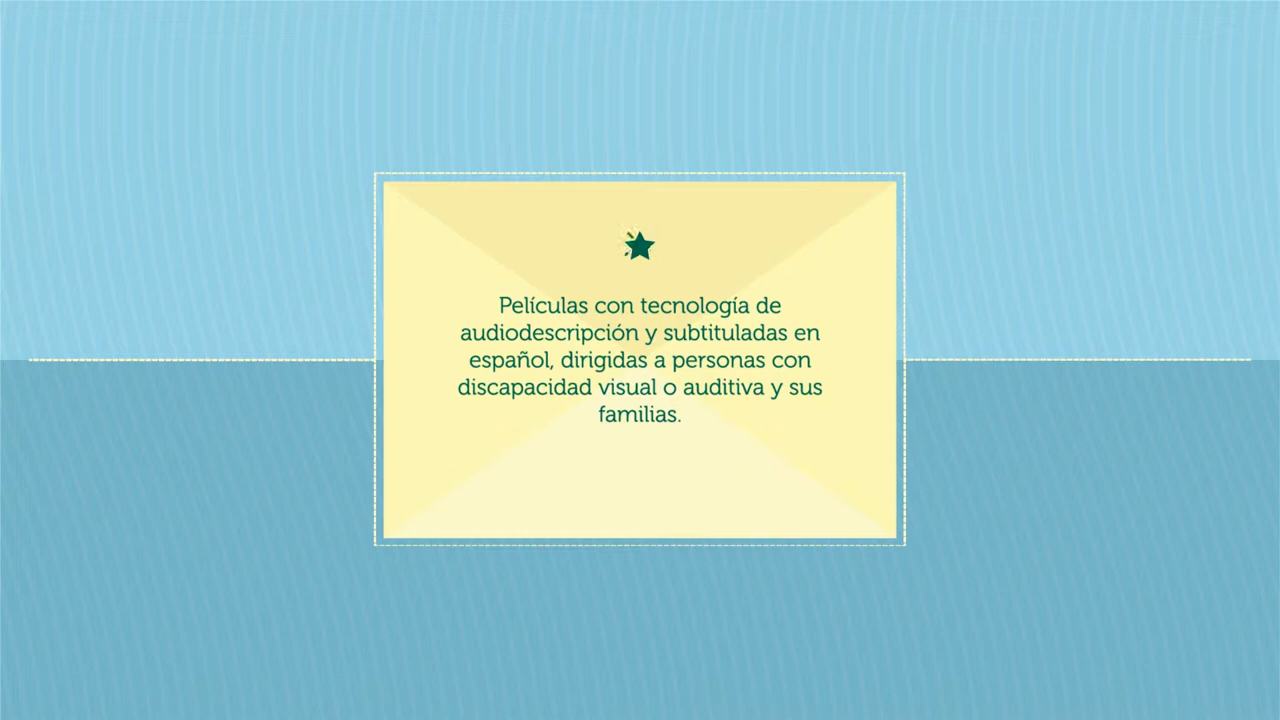 Películas con tecnología de
audiodescripción y subtituladas en
español, dirigidas a personas con
discapacidad visual o auditiva y sus
familias.